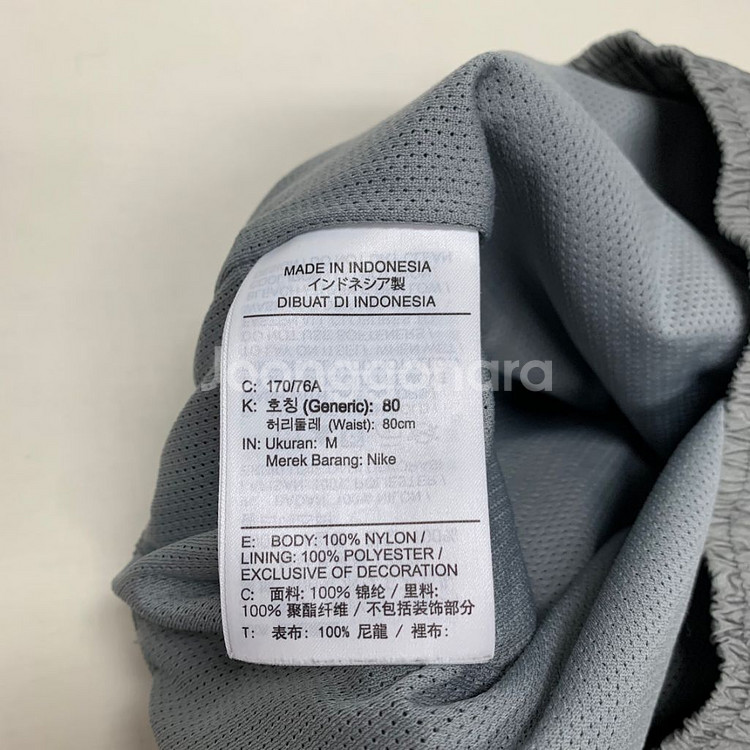 MADE IN INDONESIA
インドネシア製
DIBUAT DI INDONESIA
Joonggonara
C: 170/76A
K: 호칭 (Generic): 80
허리둘레 (Waist): 80cm
IN: Ukuran: M
Merek Barang: Nike
E: BODY: 100% NYLON /
LINING: 100% POLYESTER /
EXCLUSIVE OF DECORATION
C: 面料: 100% 锦纶 / 里料:
100% 聚酯纤维 / 不包括装饰部分
T: 表布: 100% 尼龍 / 裡布: